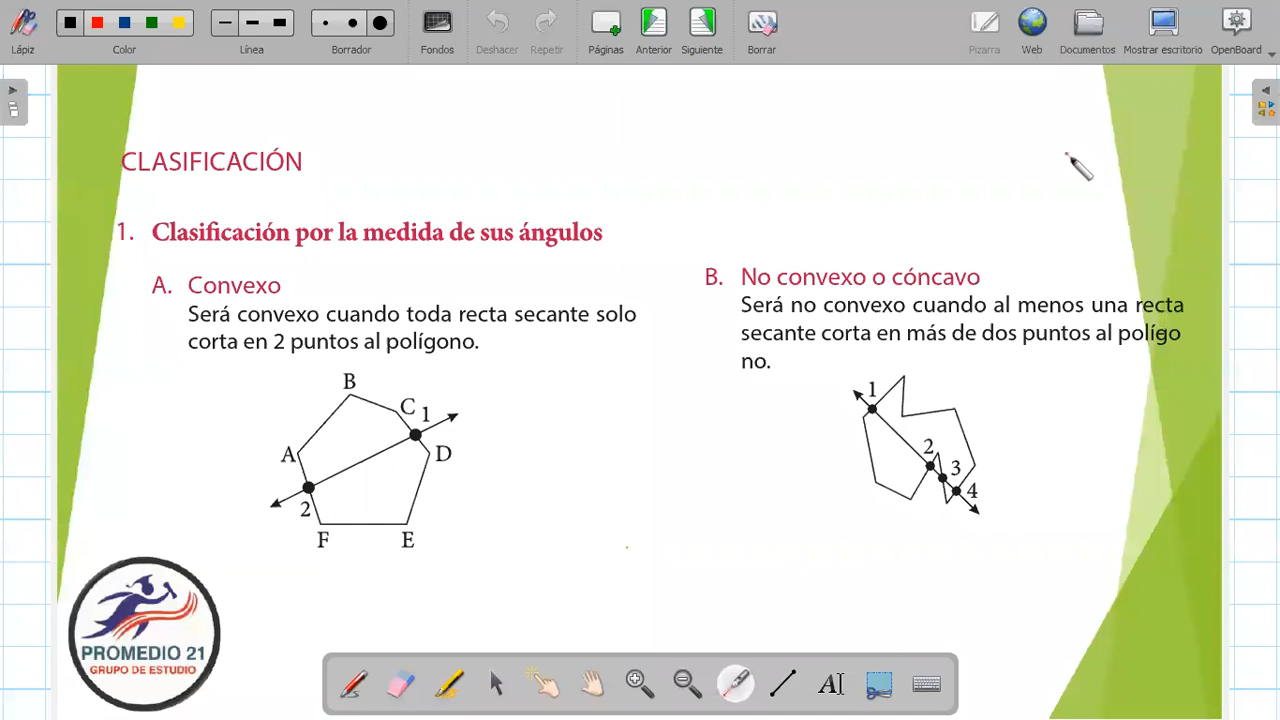 Lápiz
Color
Línea
Borrador
Fondos
Deshacer
Repetir
Páginas
Anterior
Siguiente
Borrar
Pizarra
Web
Documentos
Mostrar escritorio
OpenBoard
CLASIFICACIÓN
1. Clasificación por la medida de sus ángulos
A. Convexo
Será convexo cuando toda recta secante solo
corta en 2 puntos al polígono.
B
C
1
A
D
2
F
E
B. No convexo o cóncavo
Será no convexo cuando al menos una recta
secante corta en más de dos puntos al polígo
no.
1
2
3
4
PROMEDIO 21
GRUPO DE ESTUDIO
AI